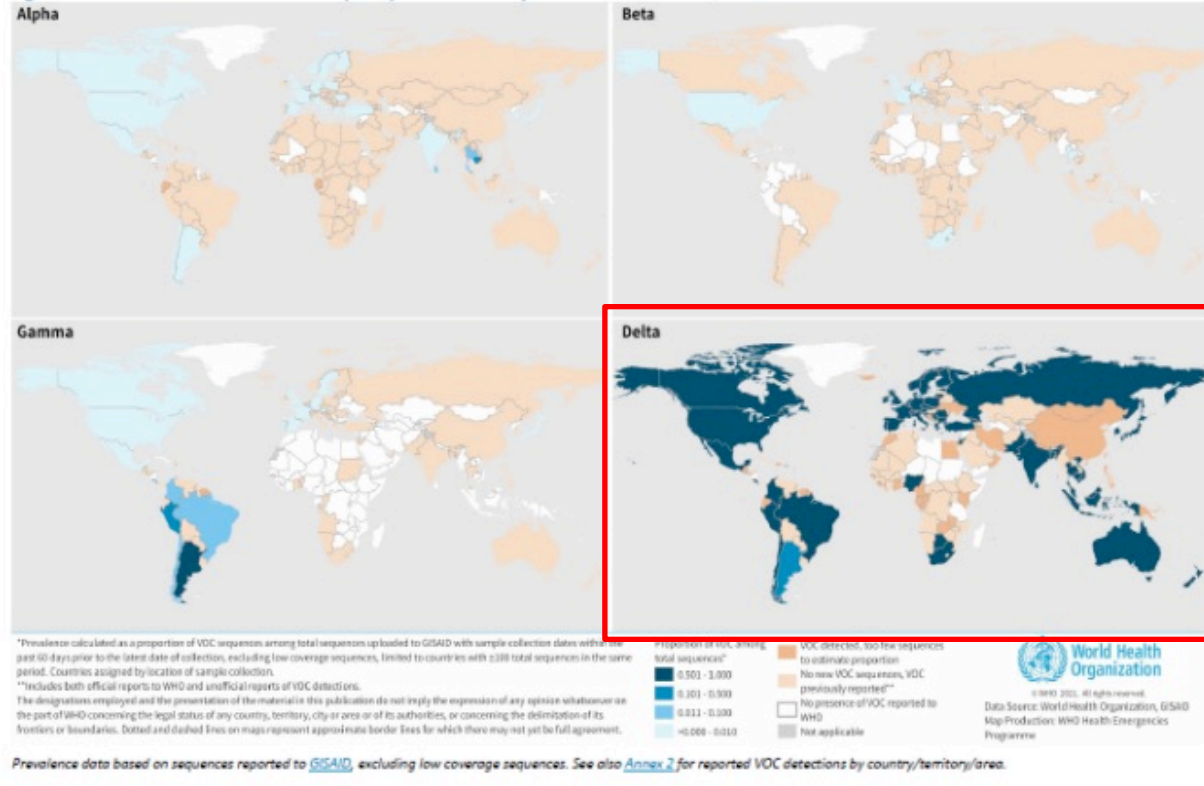 Alpha
Beta
Gamma
Delta
*Prevalence calculated as a proportion of VOC sequences among total sequences uploaded to GISAID with sample collection dates within the
past 60 days prior to the latest date of collection, excluding low coverage sequences, limited to countries with ≥100 total sequences in the same
period. Countries assigned by location of sample collection.
**Includes both official reports to WHO and unofficial reports of VOC detections.
The designations employed and the presentation of the material in this publication do not imply the expression of any opinion whatsoever on
the part of WHO concerning the legal status of any country, territory, city or area or of its authorities, or concerning the delimitation of its
frontiers or boundaries. Dotted and dashed lines on maps represent approximate border lines for which there may not yet be full agreement.
Proportion of VOC among
total sequences*
0.501 - 1.000
0.101 - 0.500
0.011 - 0.100
>0.000 - 0.010
VOC detected, too few sequences
to estimate proportion
No new VOC sequences, VOC
previously reported**
No presence of VOC reported to
WHO
Not applicable
World Health
Organization
© WHO 2021. All rights reserved.
Data Source: World Health Organization, GISAID
Map Production: WHO Health Emergencies
Programme
Prevalence data based on sequences reported to GISAID, excluding low coverage sequences. See also Annex 2 for reported VOC detections by country/territory/area.